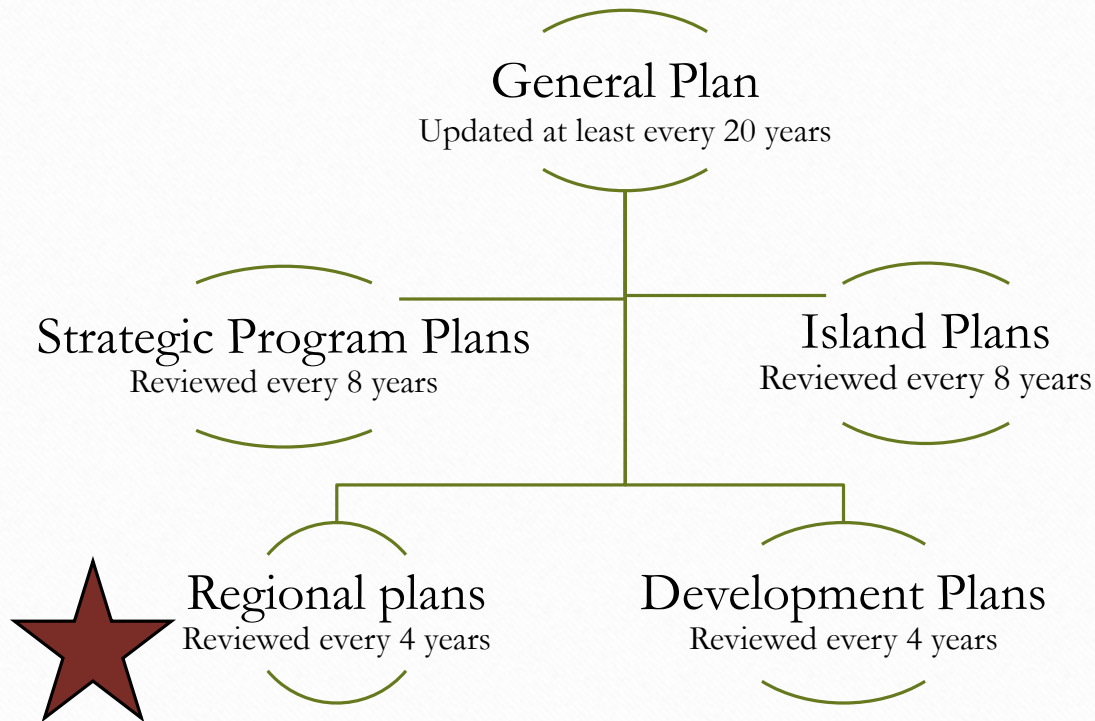 General Plan
Updated at least every 20 years
Strategic Program Plans
Reviewed every 8 years
Island Plans
Reviewed every 8 years
Regional plans
Reviewed every 4 years
Development Plans
Reviewed every 4 years